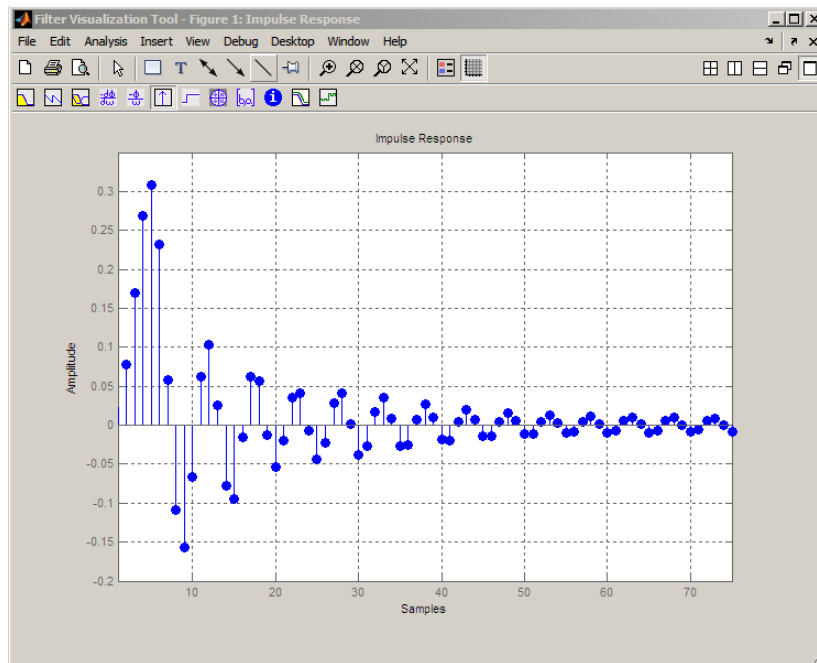 Filter Visualization Tool - Figure 1: Impulse Response
File Edit Analysis Insert View Debug Desktop Window Help
Impulse Response
Amplitude
0.3
0.25
0.2
0.15
0.1
0.05
0
-0.05
-0.1
-0.15
-0.2
10 20 30 40 50 60 70
Samples